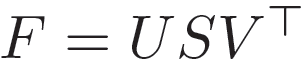 F = USV⊤